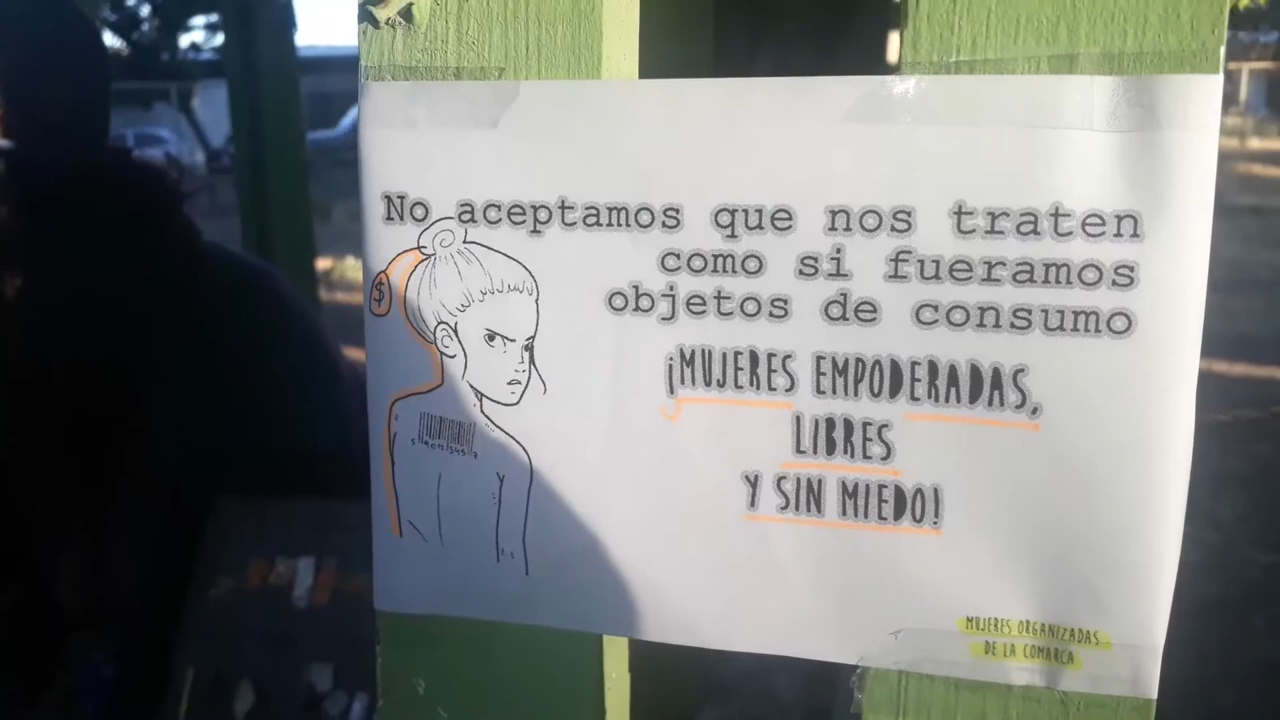 No aceptamos que nos traten
como si fueramos
objetos de consumo
$
¡MUJERES EMPODERADAS,
LIBRES
Y SIN MIEDO!
MUJERES ORGANIZADAS
DE LA COMARCA